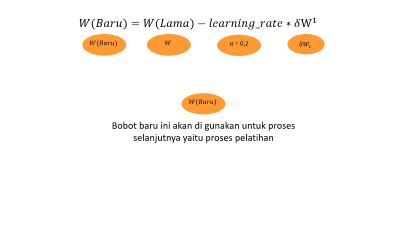 W(Baru) = W(Lama) − learning_rate ∗ δW¹
W(Baru) W α = 0,2 δW₁
W(Baru)
Bobot baru ini akan di gunakan untuk proses
selanjutnya yaitu proses pelatihan